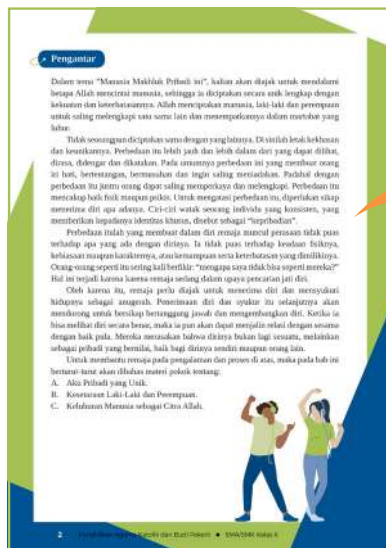 Pengantar
Dalam tema "Manusia Makhluk Pribadi ini", kalian akan diajak untuk mendalami
betapa Allah mencintai manusia, sehingga ia diciptakan secara unik lengkap dengan
kekuatan dan keterbatasannya. Allah menciptakan manusia, laki-laki dan perempuan
untuk saling melengkapi satu sama lain dan menempatkannya dalam martabat yang
luhur.
Tidak seorangpun diciptakan sama dengan yang lainnya. Di sinilah letak kekhasan
dan keunikannya. Perbedaan itu lebih jauh dan lebih dalam dari yang dapat dilihat,
dirasa, didengar dan dikatakan. Pada umumnya perbedaan ini yang membuat orang
iri hati, bertentangan, bermusuhan dan ingin saling meniadakan. Padahal dengan
perbedaan itu justru orang dapat saling memperkaya dan melengkapi. Perbedaan itu
mencakup baik fisik maupun psikis. Untuk mengatasi perbedaan itu, diperlukan sikap
menerima diri apa adanya. Ciri-ciri watak seorang individu yang konsisten, yang
memberikan kepadanya identitas khusus, disebut sebagai "kepribadian".
Perbedaan itulah yang membuat dalam diri remaja muncul perasaan tidak puas
terhadap apa yang ada dengan dirinya. Ia tidak puas terhadap keadaan fisiknya,
kebiasaan maupun karakternya, atau kemampuan serta keterbatasan yang dimilikinya.
Orang-orang seperti itu sering kali berfikir: "mengapa saya tidak bisa seperti mereka?"
Hal ini terjadi karena karena remaja sedang dalam upaya pencarian jati diri.
Oleh karena itu, remaja perlu diajak untuk menerima diri dan mensyukuri
hidupnya sebagai anugerah. Penerimaan diri dan syukur itu selanjutnya akan
mendorong untuk bersikap bertanggung jawab dan mengembangkan diri. Ketika ia
bisa melihat diri secara benar, maka ia pun akan dapat menjalin relasi dengan sesama
dengan baik pula. Mereka merasakan bahwa dirinya bukan lagi sesuatu, melainkan
sebagai pribadi yang bernilai, baik bagi dirinya sendiri maupun orang lain.
Untuk membantu remaja pada pengalaman dan proses di atas, maka pada bab ini
berturut-turut akan dibahas materi pokok tentang:
A. Aku Pribadi yang Unik.
B. Kesetaraan Laki-Laki dan Perempuan.
C. Keluhuran Manusia sebagai Citra Allah.
2 Pendidikan Agama Katolik dan Budi Pekerti • SMA/SMK Kelas X